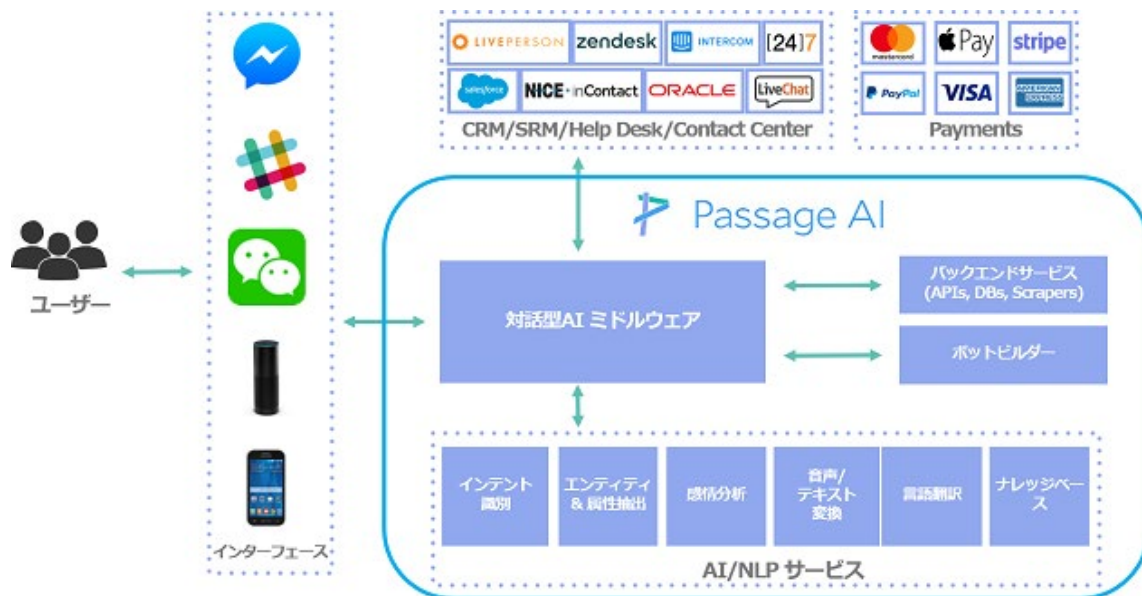 LIVEPERSON
zendesk
INTERCOM
[24]7
salesforce
NICE inContact
ORACLE
LiveChat
CRM/SRM/Help Desk/Contact Center
mastercard
Pay
stripe
PayPal
VISA
AMERICAN EXPRESS
Payments
ユーザー
インターフェース
Passage AI
対話型AI ミドルウェア
バックエンドサービス
(APIs, DBs, Scrapers)
ボットビルダー
インテント
識別
エンティティ
& 属性抽出
感情分析
音声/
テキスト
変換
言語翻訳
ナレッジベー
ス
AI/NLP サービス